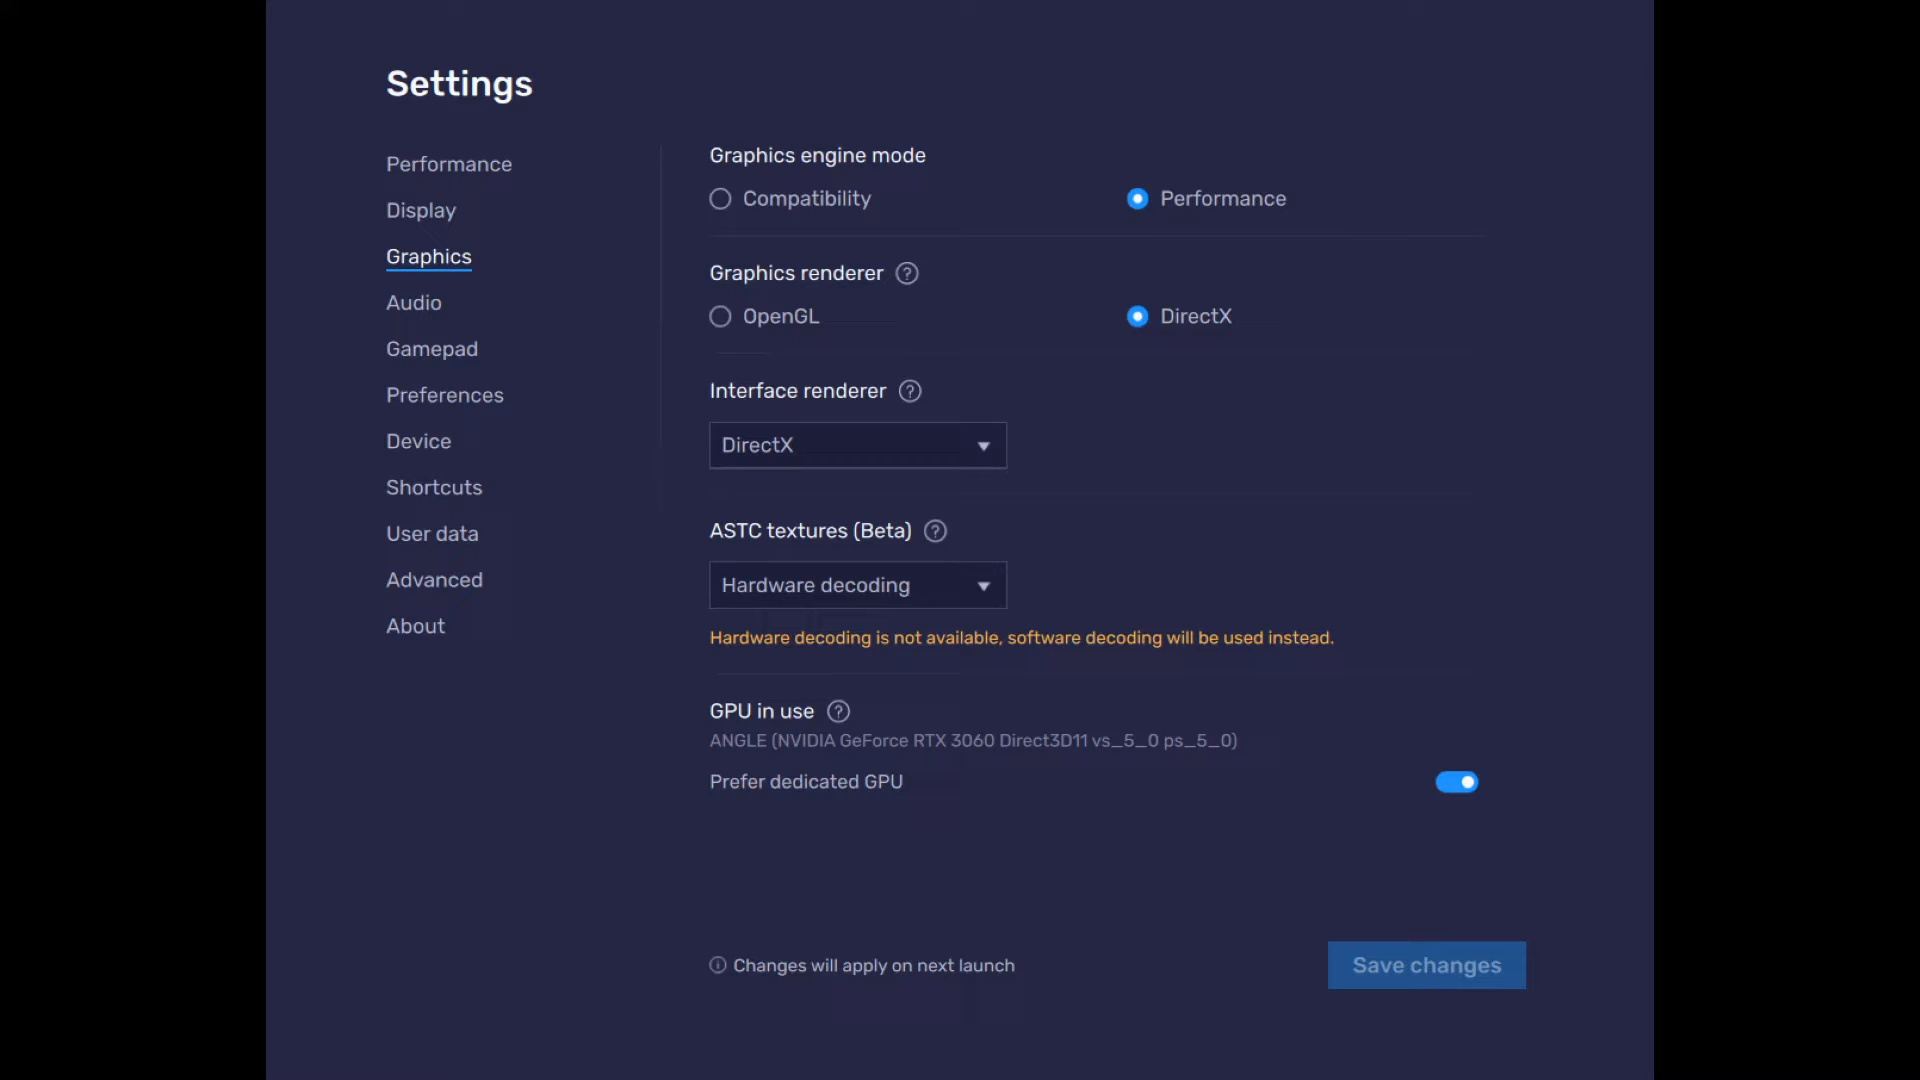 Settings
Performance
Display
Graphics
Audio
Gamepad
Preferences
Device
Shortcuts
User data
Advanced
About
Graphics engine mode
Compatibility
Performance
Graphics renderer ?
OpenGL
DirectX
Interface renderer ?
DirectX
ASTC textures (Beta) ?
Hardware decoding
Hardware decoding is not available, software decoding will be used instead.
GPU in use ?
ANGLE (NVIDIA GeForce RTX 3060 Direct3D11 vs_5_0 ps_5_0)
Prefer dedicated GPU
Changes will apply on next launch
Save changes